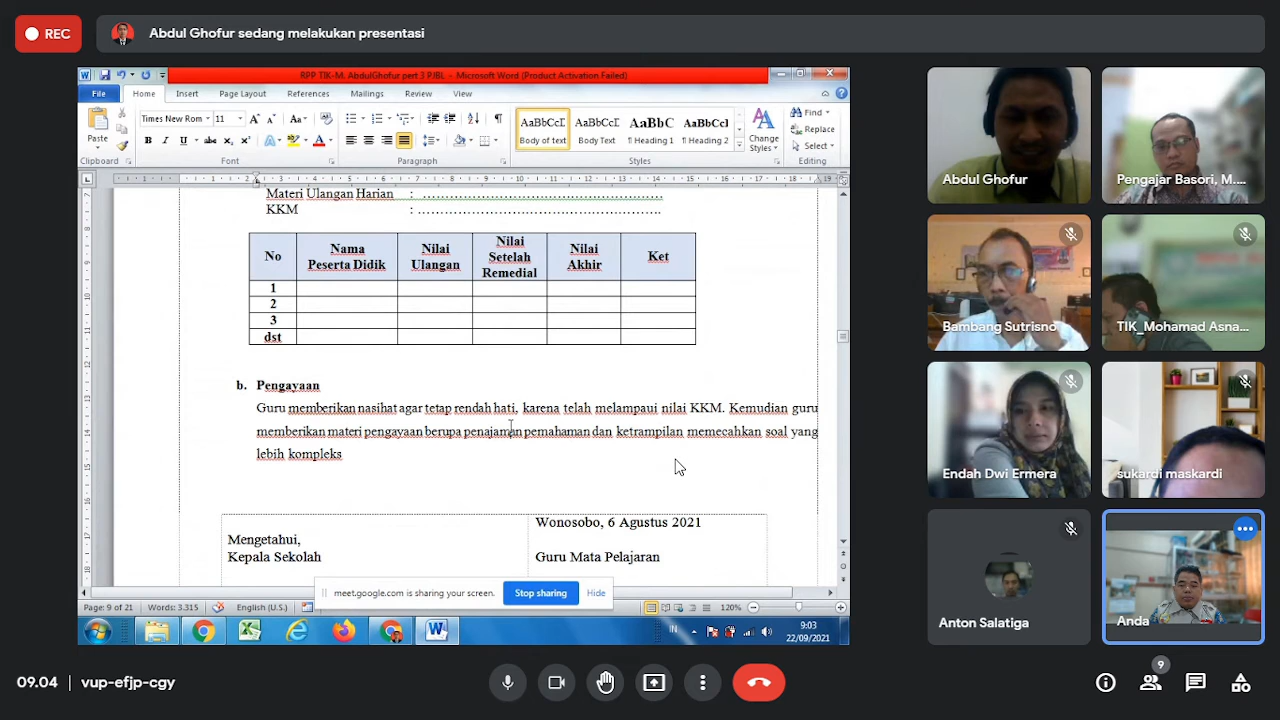 REC
Abdul Ghofur sedang melakukan presentasi
RPP TIK-M. AbdulGhofur pert 3 PJBL - Microsoft Word (Product Activation Failed)
File Home Insert Page Layout References Mailings Review View
Paste
Times New Rom 11
AaBbCcI AaBbCcL AaBbC AaBbCcl
Body of text Body Text ¶ Heading 1 ¶ Heading 2
Change Styles
Find
Replace
Select
Clipboard Font Paragraph Styles Editing
Materi Ulangan Harian : ……………………………………………
KKM : ……………………………………………
No Nama Peserta Didik Nilai Ulangan Nilai Setelah Remedial Nilai Akhir Ket
1
2
3
dst
b. Pengayaan
Guru memberikan nasihat agar tetap rendah hati, karena telah melampaui nilai KKM. Kemudian guru
memberikan materi pengayaan berupa penajaman pemahaman dan ketrampilan memecahkan soal yang
lebih kompleks
Wonosobo, 6 Agustus 2021
Mengetahui,
Kepala Sekolah Guru Mata Pelajaran
meet.google.com is sharing your screen. Stop sharing Hide
Page: 9 of 21 Words: 3.315 English (U.S.) 120%
IN 9:03
22/09/2021
Abdul Ghofur
Pengajar Basori, M....
Bambang Sutrisno
TIK_Mohamad Asna...
Endah Dwi Ermera
sukardi maskardi
Anton Salatiga
Anda
09.04 | vup-efjp-cgy
9